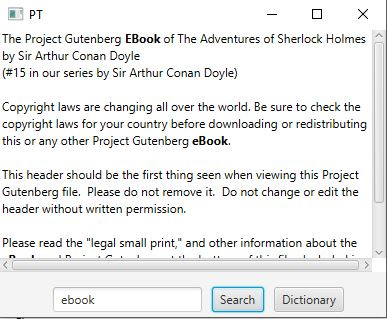 PT
The Project Gutenberg EBook of The Adventures of Sherlock Holmes
by Sir Arthur Conan Doyle
(#15 in our series by Sir Arthur Conan Doyle)
Copyright laws are changing all over the world. Be sure to check the
copyright laws for your country before downloading or redistributing
this or any other Project Gutenberg eBook.
This header should be the first thing seen when viewing this Project
Gutenberg file.  Please do not remove it.  Do not change or edit the
header without written permission.
Please read the "legal small print," and other information about the
ebook
Search
Dictionary